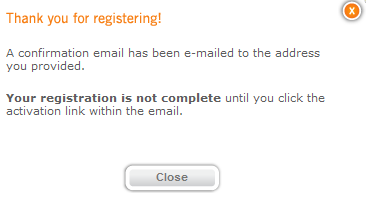 Thank you for registering!
A confirmation email has been e-mailed to the address
you provided.
Your registration is not complete until you click the
activation link within the email.
Close